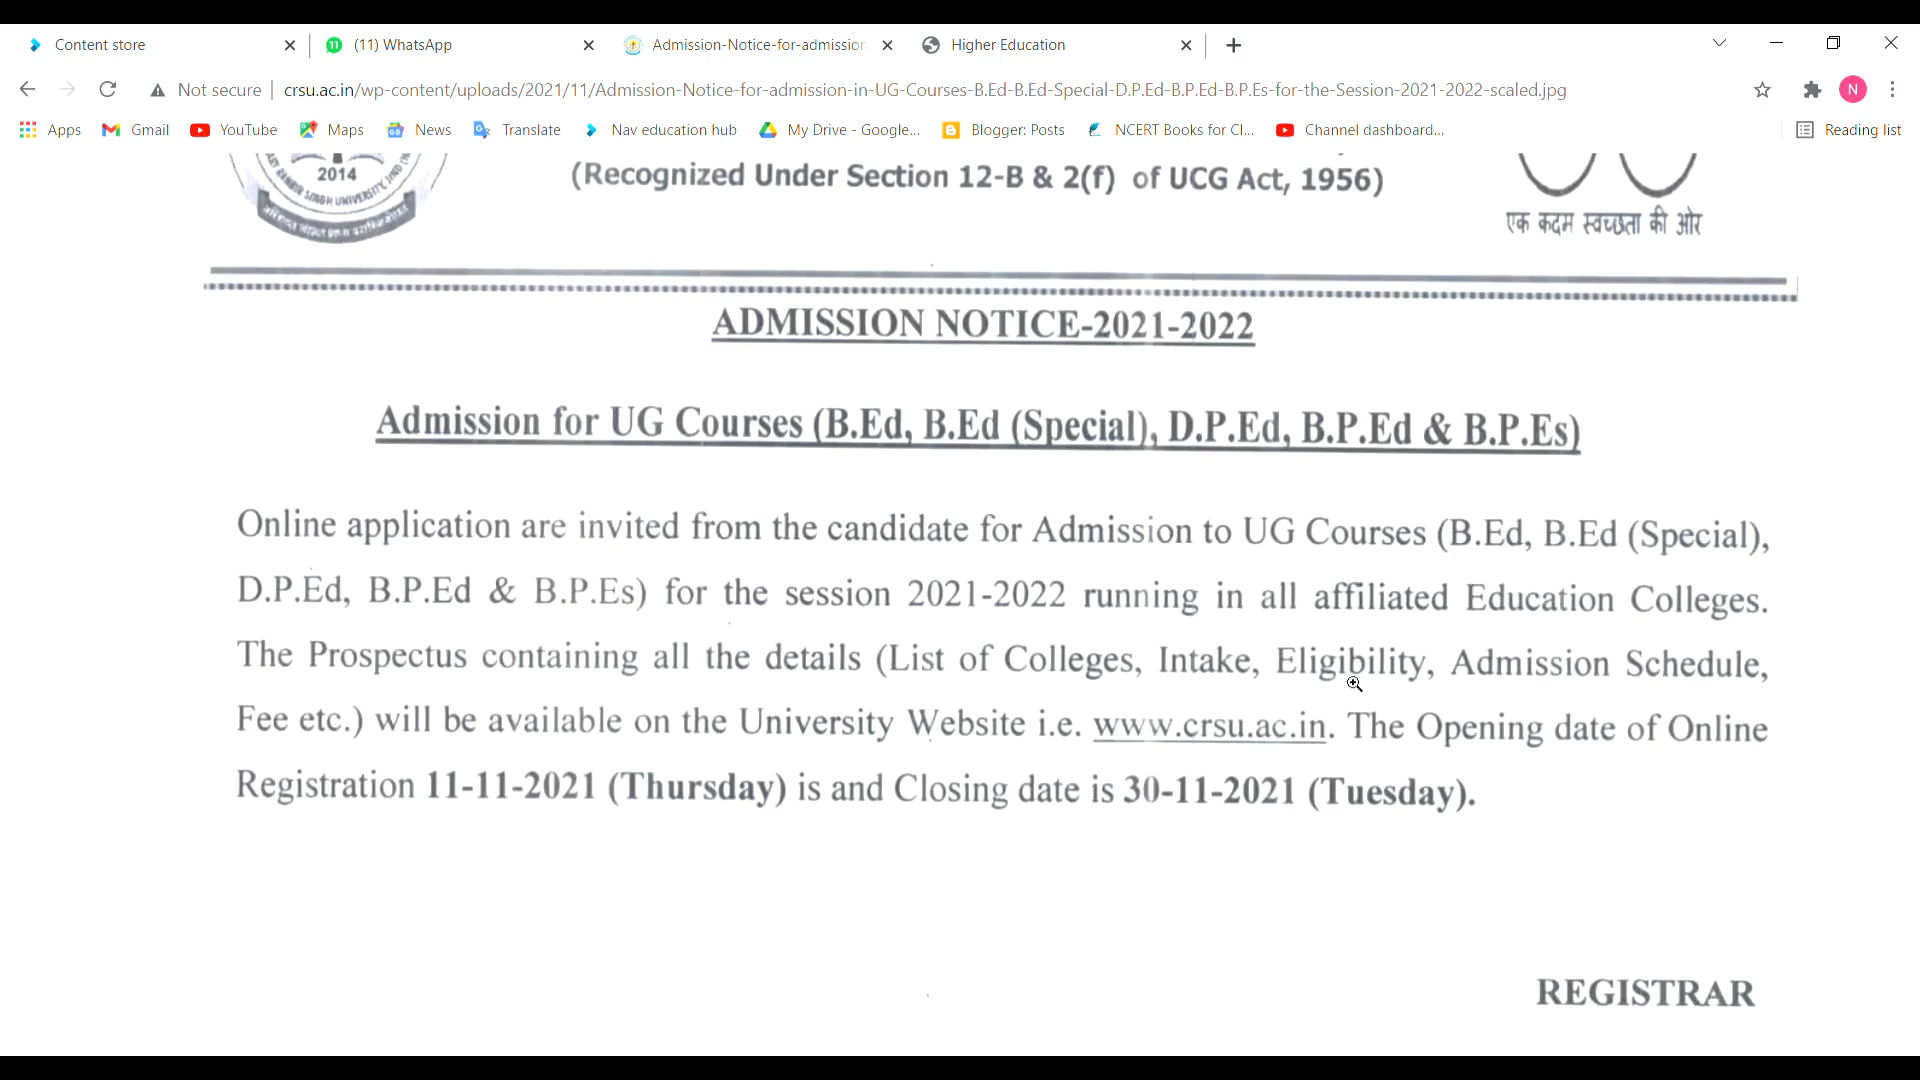 Content store
(11) WhatsApp
Admission-Notice-for-admission
Higher Education
Not secure
crsu.ac.in/wp-content/uploads/2021/11/Admission-Notice-for-admission-in-UG-Courses-B.Ed-B.Ed-Special-D.P.Ed-B.P.Ed-B.P.Es-for-the-Session-2021-2022-scaled.jpg
N
Apps
Gmail
YouTube
Maps
News
Translate
Nav education hub
My Drive - Google...
Blogger: Posts
NCERT Books for Cl...
Channel dashboard...
Reading list
2014
SINGH UNIVERSITY, JIND
(Recognized Under Section 12-B & 2(f) of UCG Act, 1956)
एक कदम स्वच्छता की ओर
ADMISSION NOTICE-2021-2022
Admission for UG Courses (B.Ed, B.Ed (Special), D.P.Ed, B.P.Ed & B.P.Es)
Online application are invited from the candidate for Admission to UG Courses (B.Ed, B.Ed (Special),
D.P.Ed, B.P.Ed & B.P.Es) for the session 2021-2022 running in all affiliated Education Colleges.
The Prospectus containing all the details (List of Colleges, Intake, Eligibility, Admission Schedule,
Fee etc.) will be available on the University Website i.e. www.crsu.ac.in. The Opening date of Online
Registration 11-11-2021 (Thursday) is and Closing date is 30-11-2021 (Tuesday).
REGISTRAR